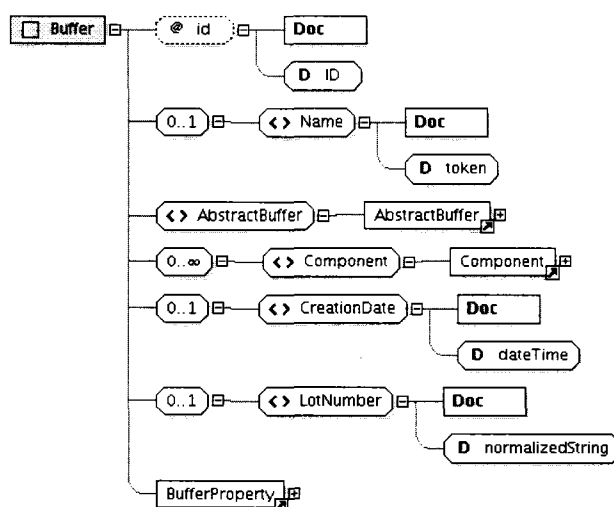 Buffer
@ id
Doc
D ID
0..1
<> Name
Doc
D token
<> AbstractBuffer
AbstractBuffer
0..∞
<> Component
Component
0..1
<> CreationDate
Doc
D dateTime
0..1
<> LotNumber
Doc
D normalizedString
BufferProperty